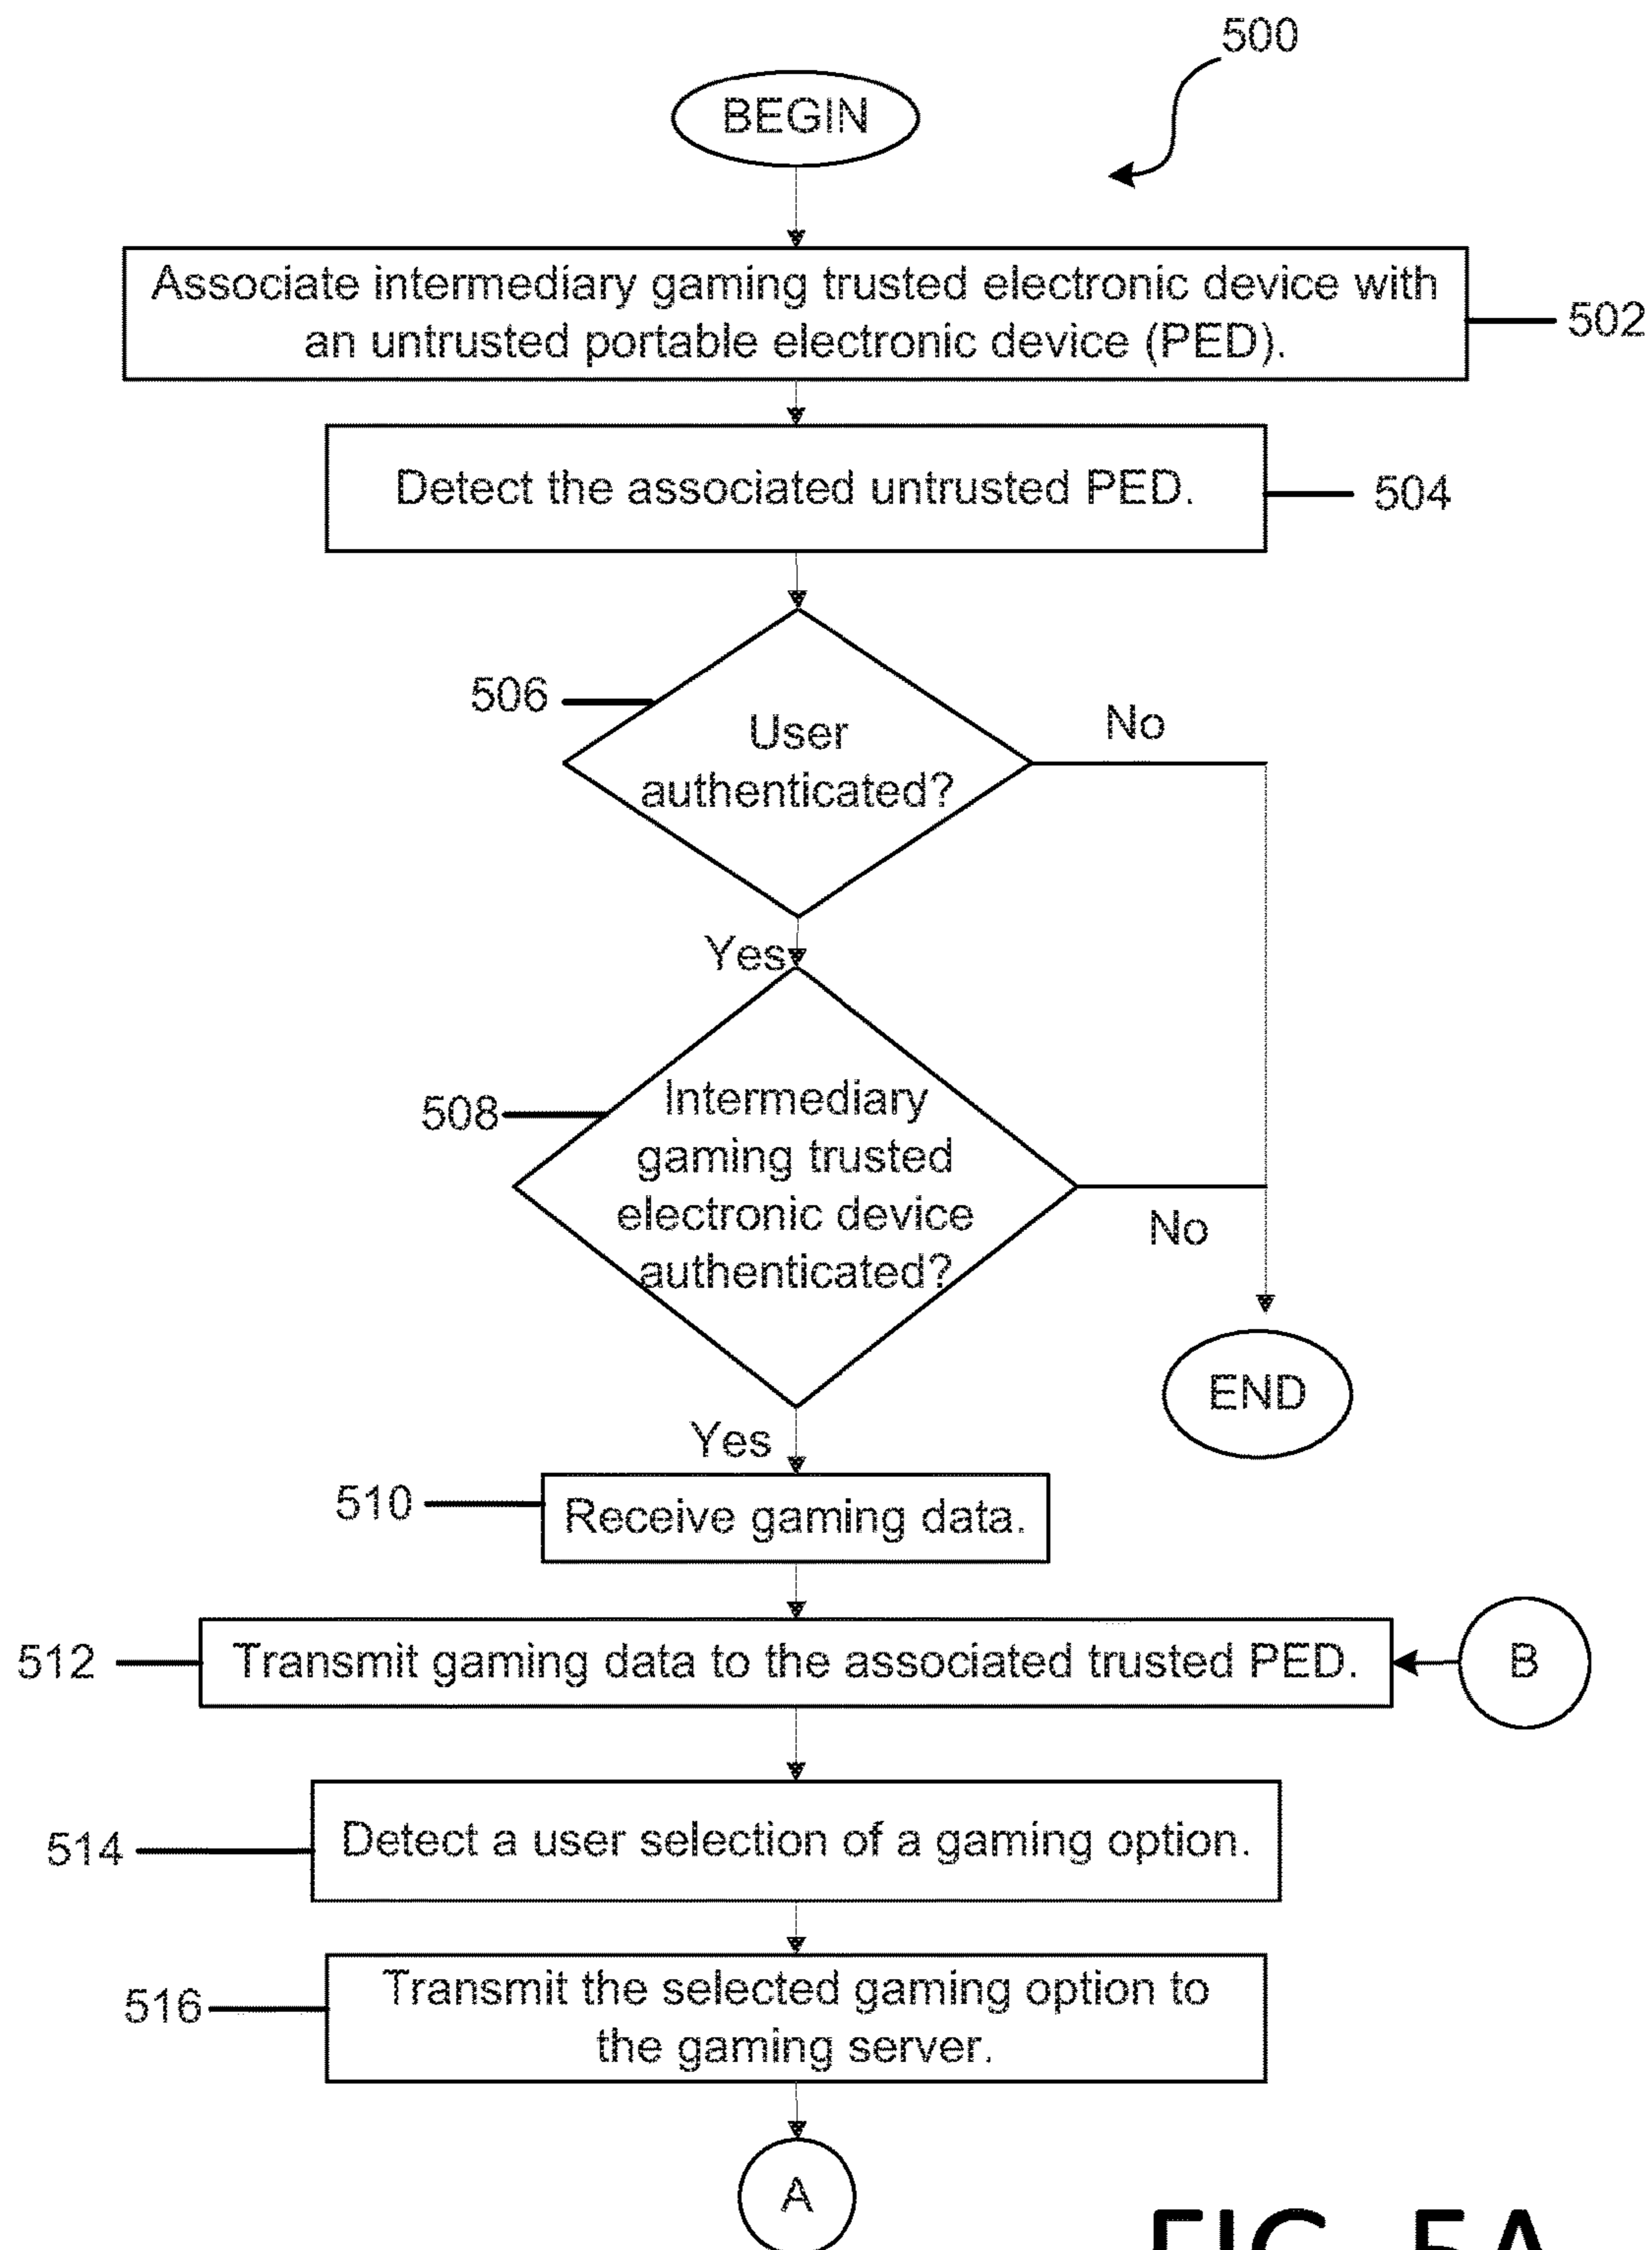 500
BEGIN
Associate intermediary gaming trusted electronic device with
an untrusted portable electronic device (PED).
502
Detect the associated untrusted PED.
504
506
User
authenticated?
No
Yes
508
Intermediary
gaming trusted
electronic device
authenticated?
No
END
Yes
510
Receive gaming data.
512
Transmit gaming data to the associated trusted PED.
B
514
Detect a user selection of a gaming option.
516
Transmit the selected gaming option to
the gaming server.
A
FIG. 5A